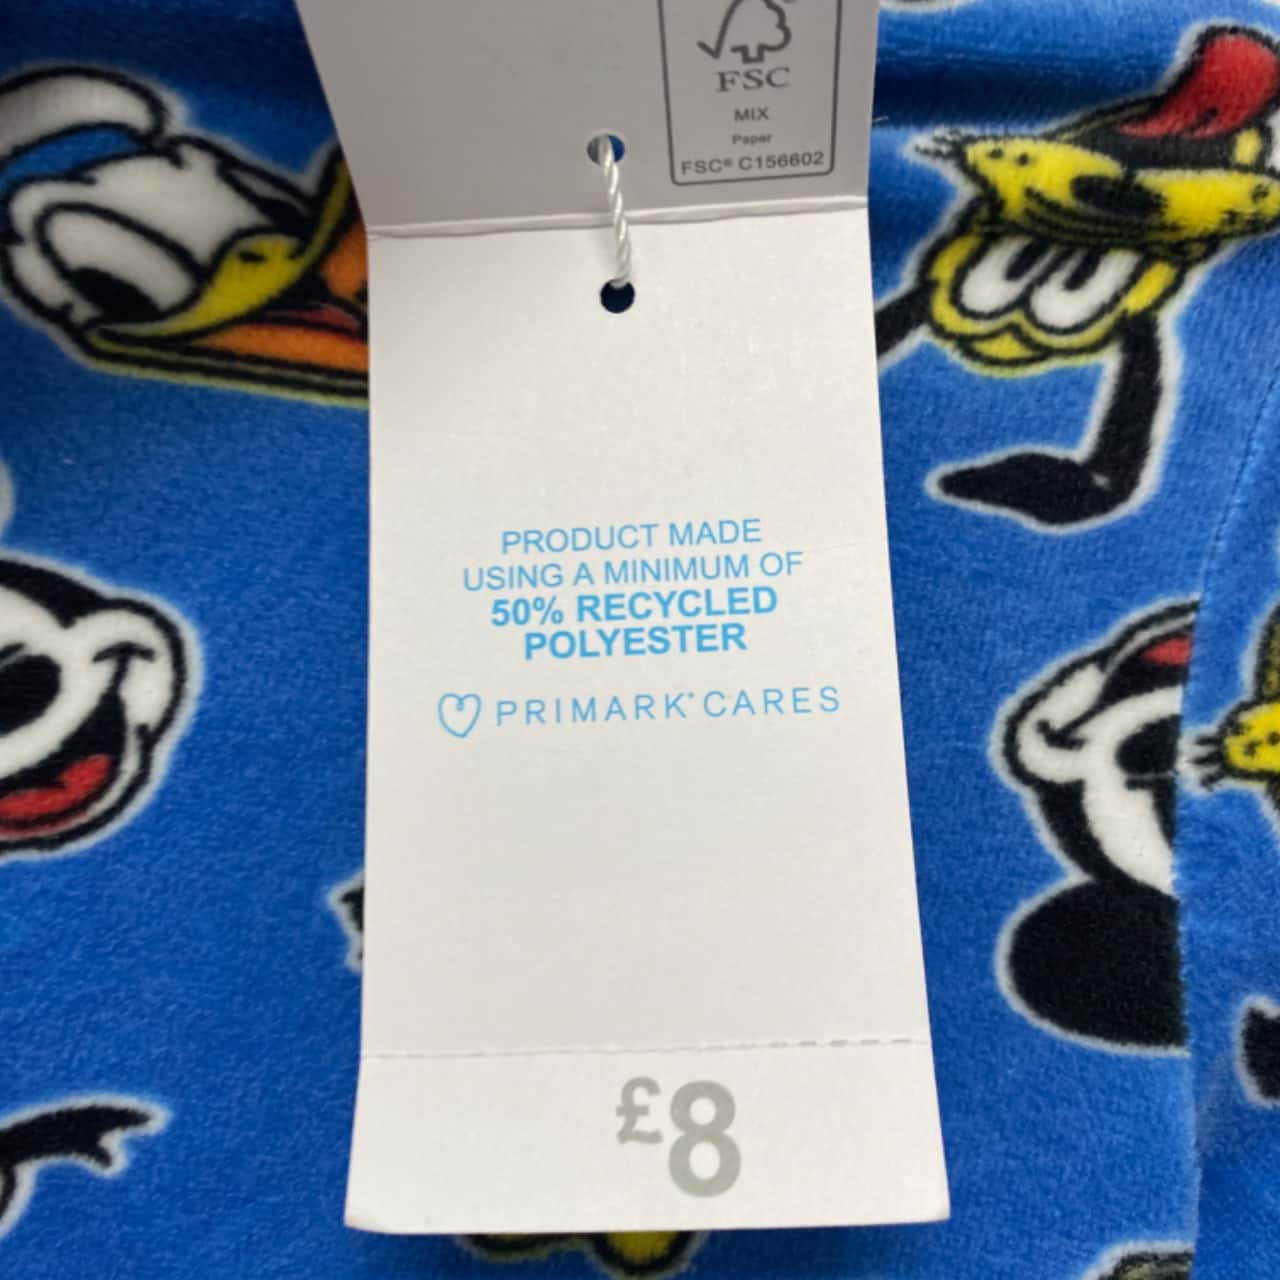 FSC
MIX
Paper
FSC® C156602
PRODUCT MADE
USING A MINIMUM OF
50% RECYCLED
POLYESTER
PRIMARK® CARES
£8